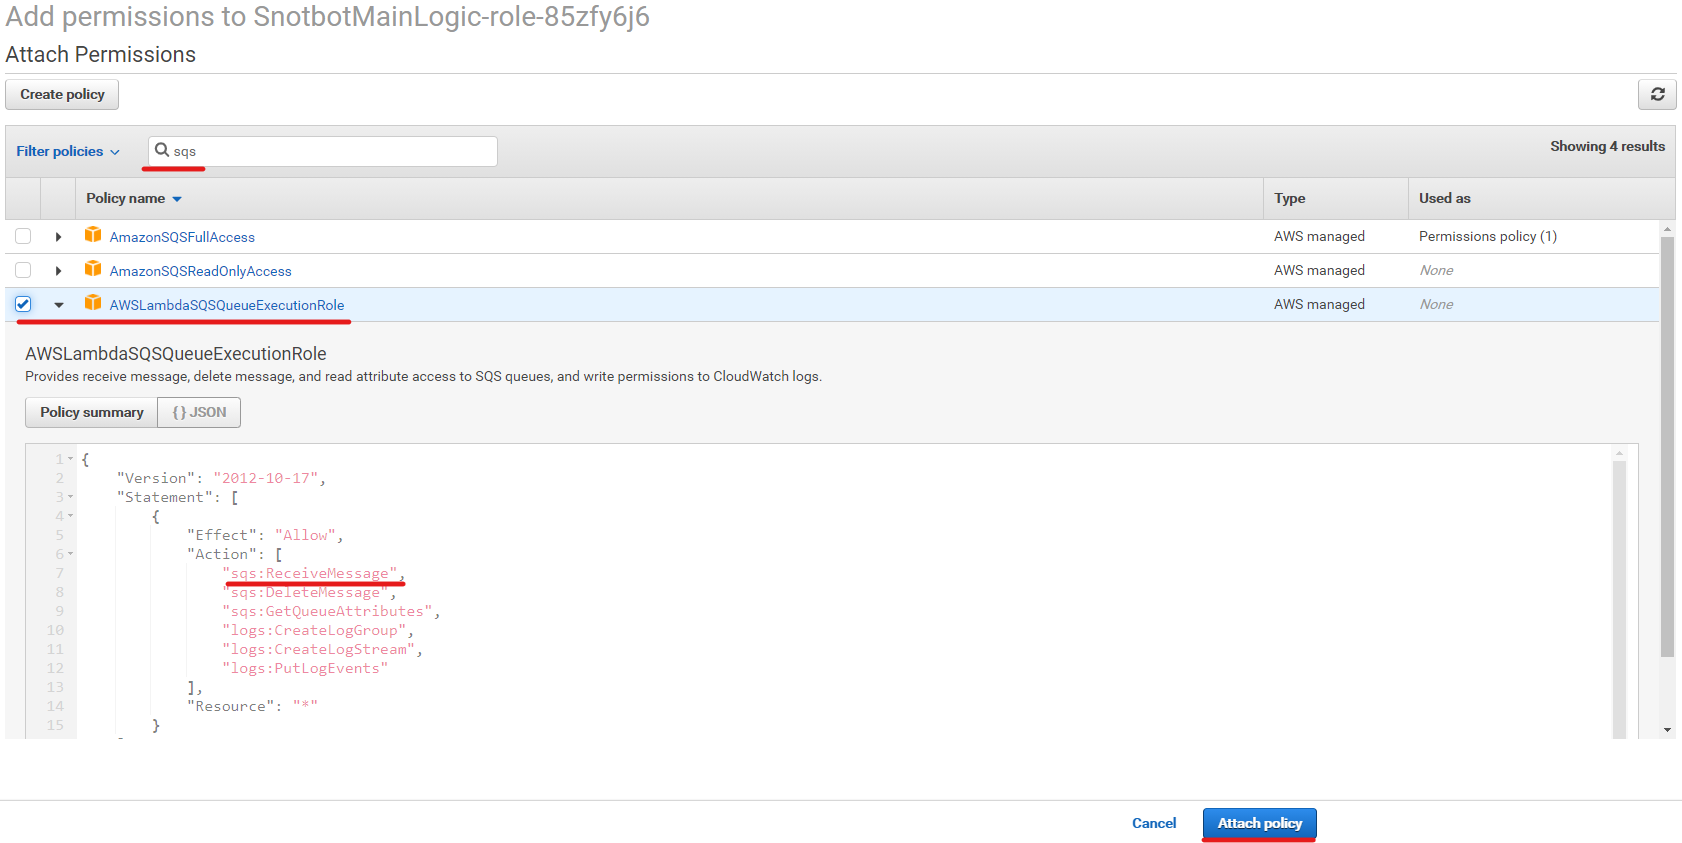 Add permissions to SnotbotMainLogic-role-85zfy6j6
Attach Permissions
Create policy
Filter policies
sqs
Showing 4 results
Policy name Type Used as
AmazonSQSFullAccess AWS managed Permissions policy (1)
AmazonSQSReadOnlyAccess AWS managed None
AWSLambdaSQSQueueExecutionRole AWS managed None
AWSLambdaSQSQueueExecutionRole
Provides receive message, delete message, and read attribute access to SQS queues, and write permissions to CloudWatch logs.
Policy summary {} JSON
1 {
2 "Version": "2012-10-17",
3 "Statement": [
4 {
5 "Effect": "Allow",
6 "Action": [
7 "sqs:ReceiveMessage",
8 "sqs:DeleteMessage",
9 "sqs:GetQueueAttributes",
10 "logs:CreateLogGroup",
11 "logs:CreateLogStream",
12 "logs:PutLogEvents"
13 ],
14 "Resource": "*"
15 }
Cancel Attach policy